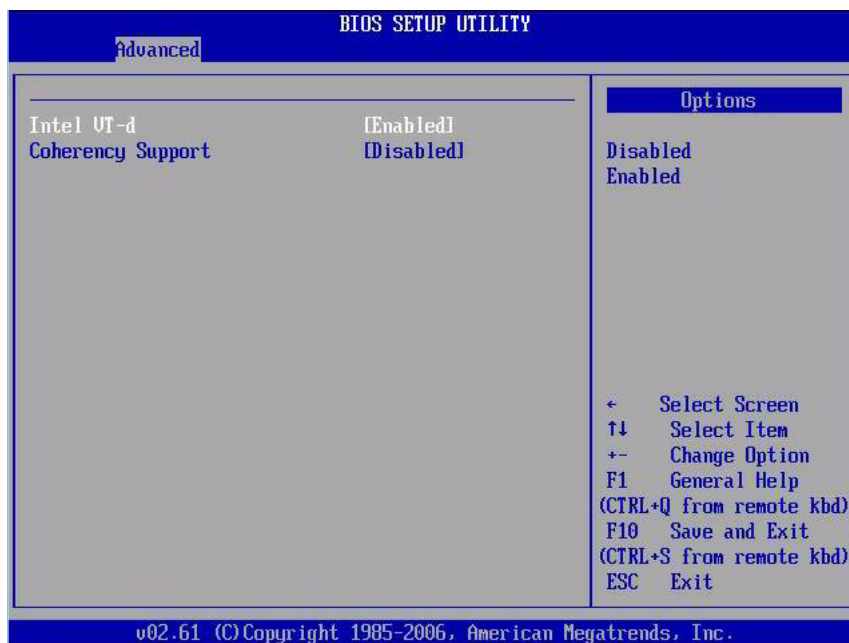 BIOS SETUP UTILITY
Advanced
Intel VT-d [Enabled]
Coherency Support [Disabled]
Options
Disabled
Enabled
← Select Screen
↑↓ Select Item
+- Change Option
F1 General Help
(CTRL+Q from remote kbd)
F10 Save and Exit
(CTRL+S from remote kbd)
ESC Exit
v02.61 (C)Copyright 1985-2006, American Megatrends, Inc.